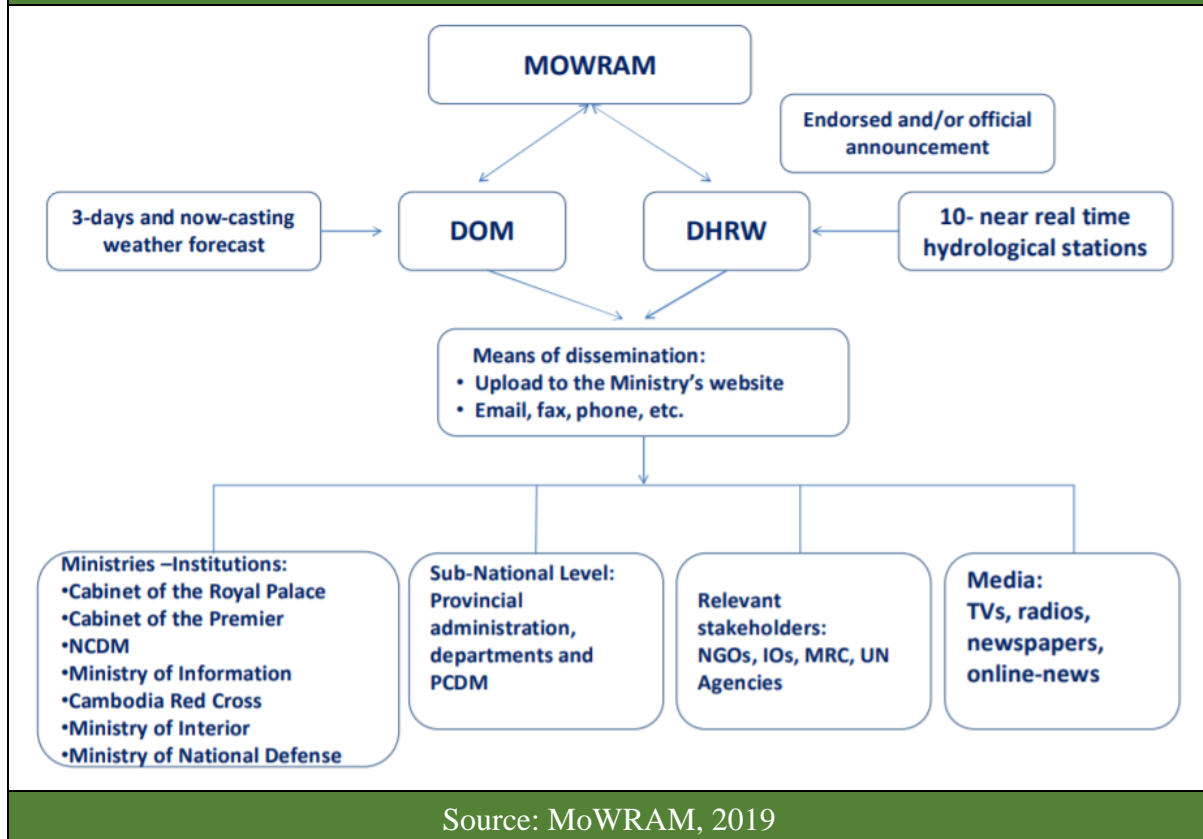 MOWRAM
Endorsed and/or official
announcement
3-days and now-casting
weather forecast
DOM
DHRW
10- near real time
hydrological stations
Means of dissemination:
• Upload to the Ministry’s website
• Email, fax, phone, etc.
Ministries –Institutions:
•Cabinet of the Royal Palace
•Cabinet of the Premier
•NCDM
•Ministry of Information
•Cambodia Red Cross
•Ministry of Interior
•Ministry of National Defense
Sub-National Level:
Provincial
administration,
departments and
PCDM
Relevant
stakeholders:
NGOs, IOs, MRC, UN
Agencies
Media:
TVs, radios,
newspapers,
online-news
Source: MoWRAM, 2019